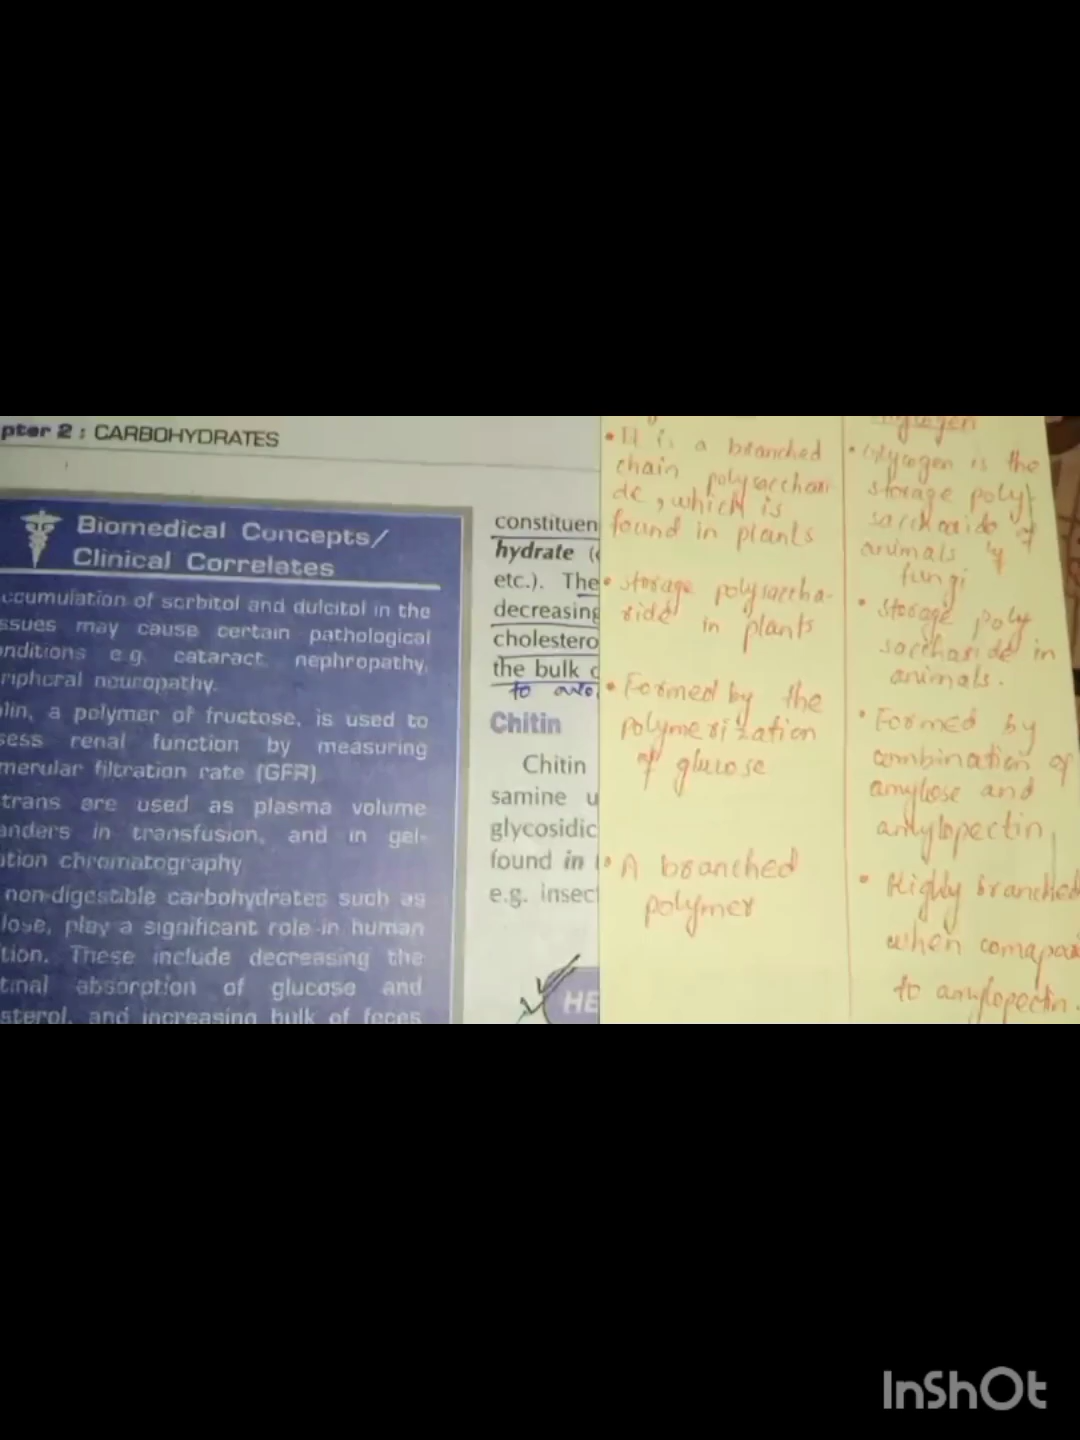 pter 2 : CARBOHYDRATES
Biomedical Concepts/
Clinical Correlates
ccumulation of sorbitol and dulcitol in the
ssues may cause certain pathological
onditions e.g. cataract, nephropathy,
ripheral neuropathy.
lin, a polymer of fructose, is used to
sess renal function by measuring
merular filtration rate (GFR)
trans are used as plasma volume
anders in transfusion, and in gel-
ation chromatography
non-digestible carbohydrates such as
lose, play a significant role in human
tion. These include decreasing the
tinal absorption of glucose and
sterol, and increasing bulk of feces
constituen
hydrate (
etc.). The
decreasing
cholestero
the bulk
to
Chitin
Chitin
samine u
glycosidic
found in
e.g. insect
HE
• It is a branched
chain polysacchari-
de, which is
found in plants
• storage polysaccha-
ride in plants
• Formed by the
polymerization
of glucose
• A branched
polymer
• Glycogen is the
storage poly
saccharide of
animals
fungi
• storage poly
saccharide in
animals.
• Formed by
combination of
amylose and
amylopectin,
• Highly branched
when comapar
to amylopectin.
InShOt